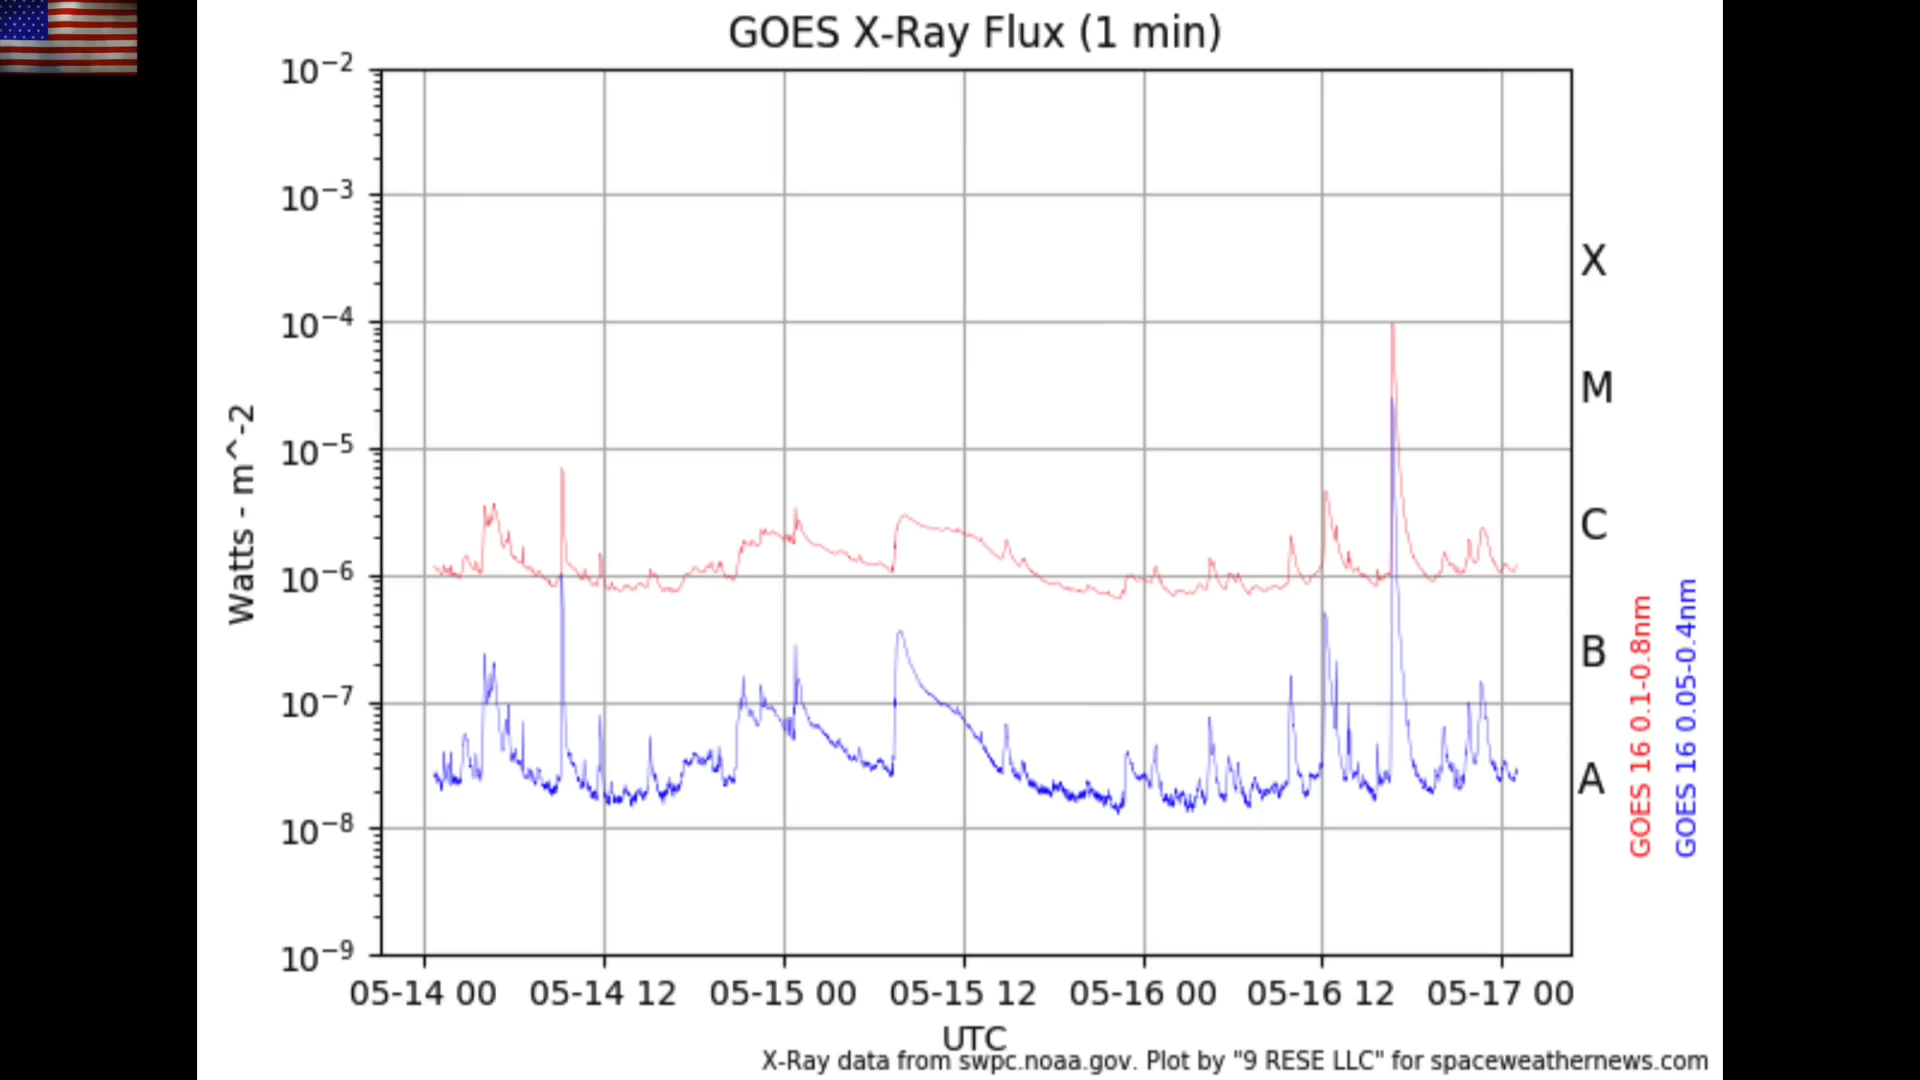 GOES X-Ray Flux (1 min)
10−2
10−3
10−4
10−5
10−6
10−7
10−8
10−9
Watts - m^-2
X
M
C
B
A
GOES 16 0.1-0.8nm
GOES 16 0.05-0.4nm
05-14 00 05-14 12 05-15 00 05-15 12 05-16 00 05-16 12 05-17 00
UTC
X-Ray data from swpc.noaa.gov. Plot by "9 RESE LLC" for spaceweathernews.com